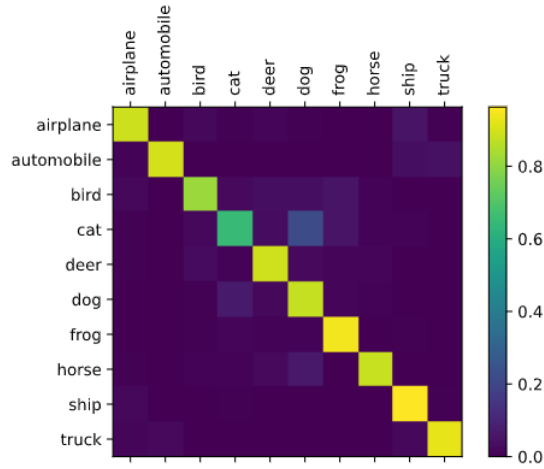 airplane
automobile
bird
cat
deer
dog
frog
horse
ship
truck
airplane
automobile
bird
cat
deer
dog
frog
horse
ship
truck
0.8
0.6
0.4
0.2
0.0